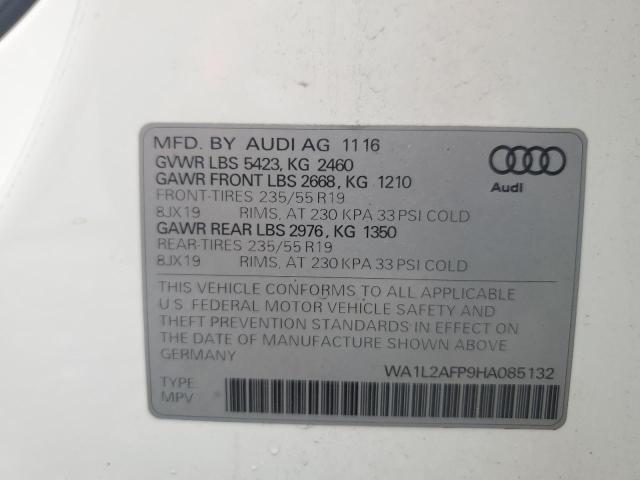 MFD. BY AUDI AG 11 16
GVWR LBS 5423, KG 2460
GAWR FRONT LBS 2668, KG 1210
FRONT-TIRES 235/55 R19
8JX19 RIMS, AT 230 KPA 33 PSI COLD
GAWR REAR LBS 2976, KG 1350
REAR-TIRES 235/55 R19
8JX19 RIMS, AT 230 KPA 33 PSI COLD
Audi
THIS VEHICLE CONFORMS TO ALL APPLICABLE
U.S. FEDERAL MOTOR VEHICLE SAFETY AND
THEFT PREVENTION STANDARDS IN EFFECT ON
THE DATE OF MANUFACTURE SHOWN ABOVE
GERMANY
WA1L2AFP9HA085132
TYPE:
MPV